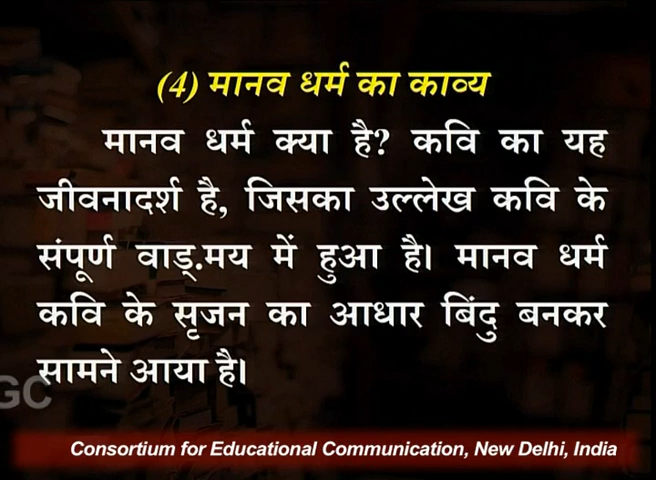 (4) मानव धर्म का काव्य
मानव धर्म क्या है? कवि का यह
जीवनादर्श है, जिसका उल्लेख कवि के
संपूर्ण वाड्.मय में हुआ है। मानव धर्म
कवि के सृजन का आधार बिंदु बनकर
सामने आया है।
GC
Consortium for Educational Communication, New Delhi, India